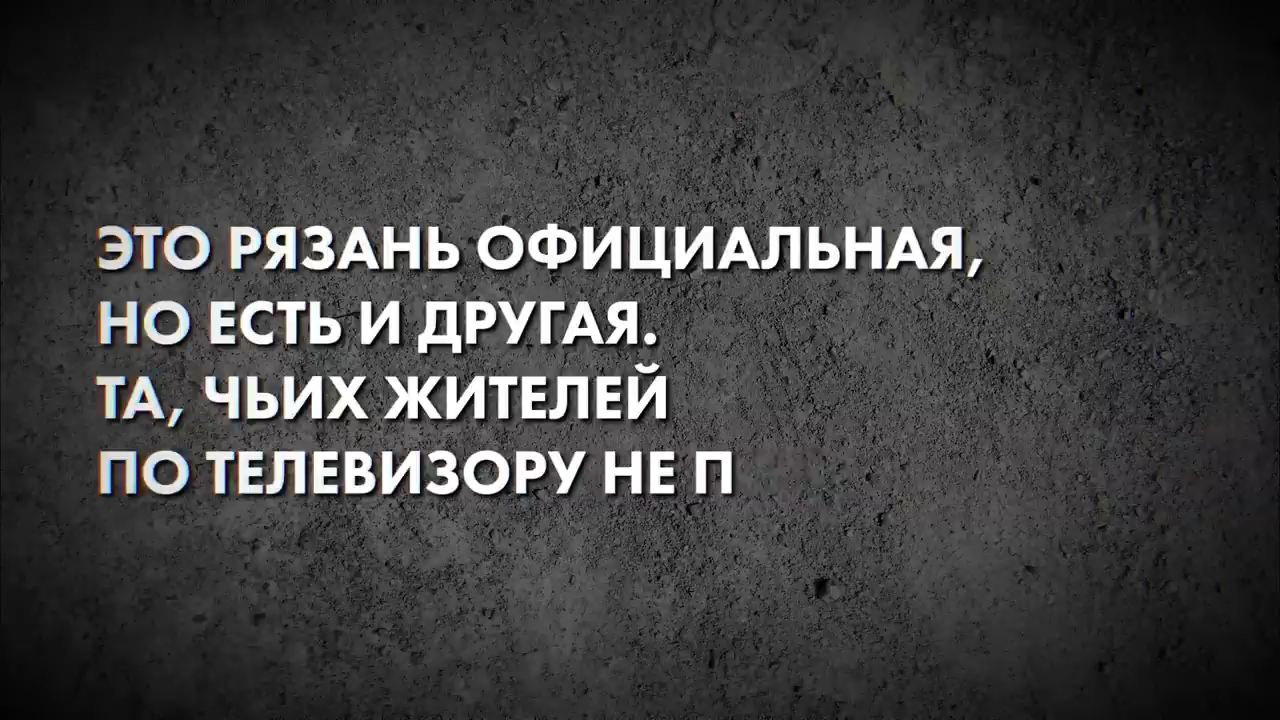 ЭТО РЯЗАНЬ ОФИЦИАЛЬНАЯ,
НО ЕСТЬ И ДРУГАЯ.
ТА, ЧЬИХ ЖИТЕЛЕЙ
ПО ТЕЛЕВИЗОРУ НЕ П